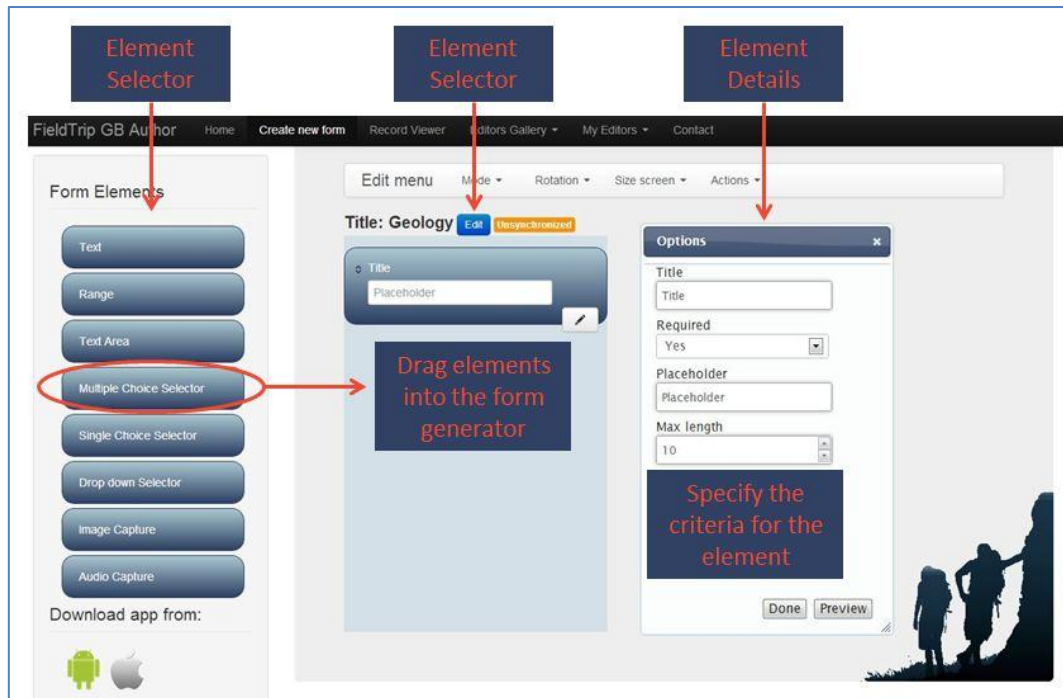 Element
Selector
Element
Selector
Element
Details
FieldTrip GB Author Home Create new form Record Viewer Editors Gallery My Editors Contact
Form Elements
Text
Range
Text Area
Multiple Choice Selector
Single Choice Selector
Drop down Selector
Image Capture
Audio Capture
Download app from:
Edit menu Mode Rotation Size screen Actions
Title: Geology Edit Unsynchronized
Title
Placeholder
Drag elements
into the form
generator
Options x
Title
Title
Required
Yes
Placeholder
Placeholder
Max length
10
Specify the
criteria for the
element
Done Preview